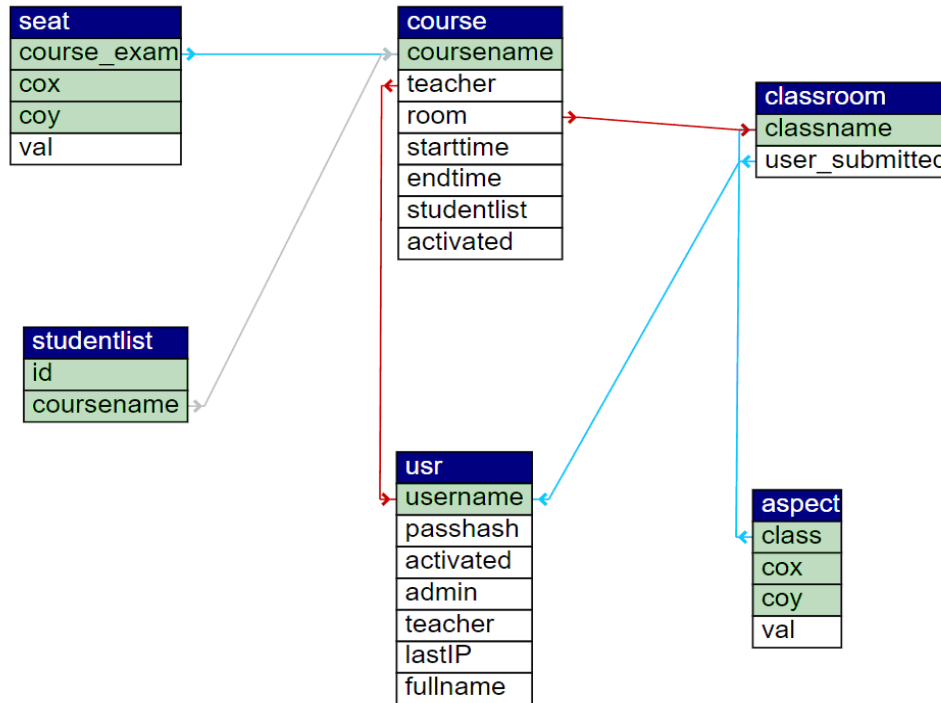 seat
course_exam
cox
coy
val
course
coursename
teacher
room
starttime
endtime
studentlist
activated
classroom
classname
user_submitted
studentlist
id
coursename
usr
username
passhash
activated
admin
teacher
lastIP
fullname
aspect
class
cox
coy
val